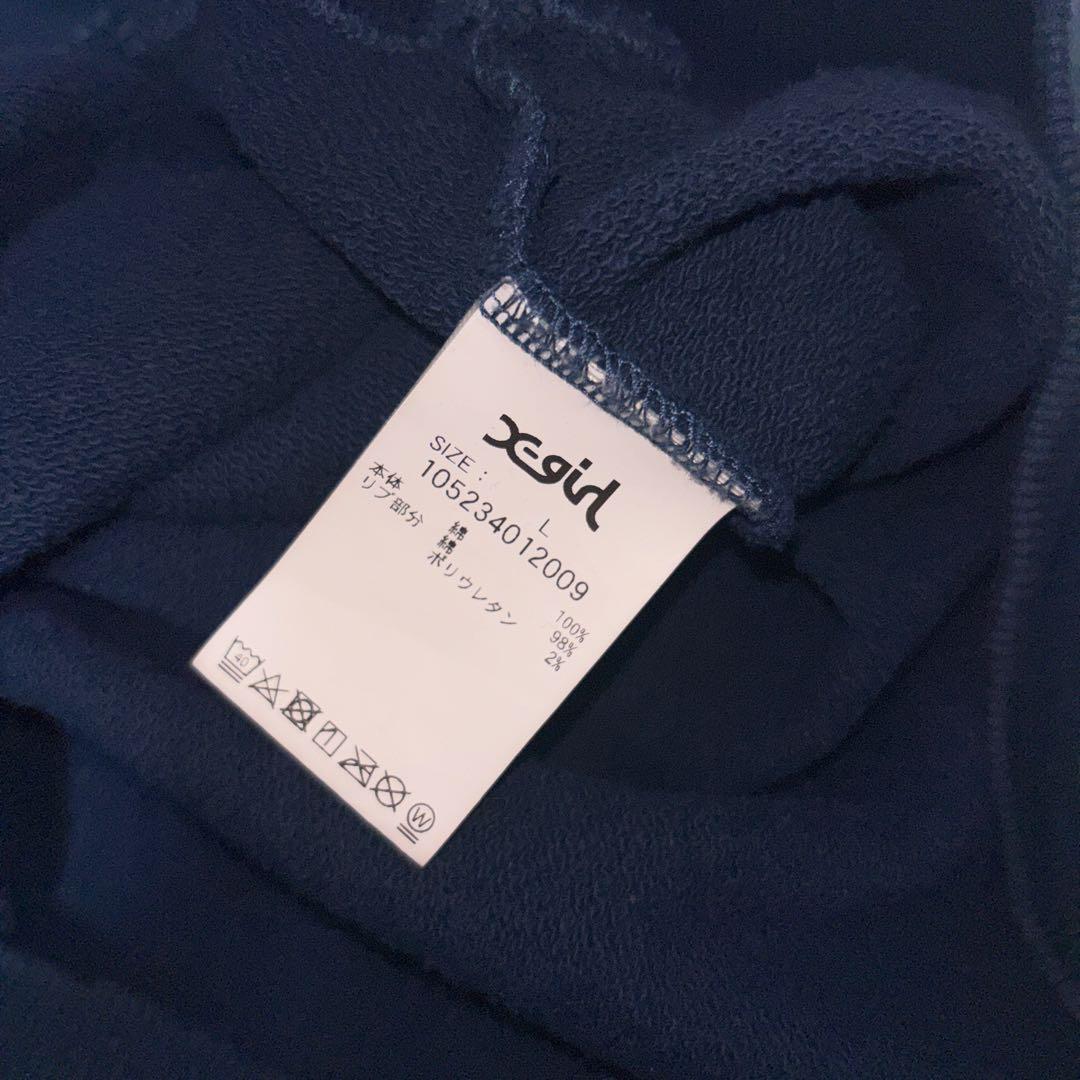 X-girl
SIZE : L
105234012009
本体 綿 100%
リブ部分 綿 98%
ポリウレタン 2%
40
W